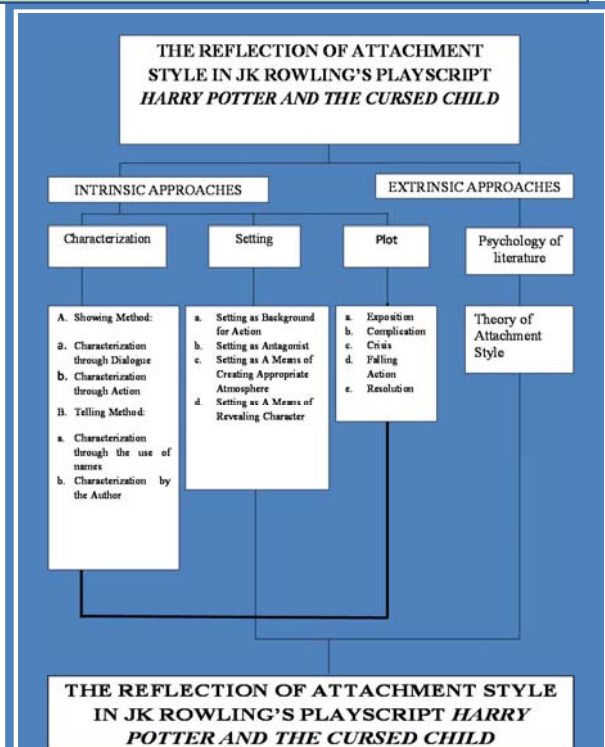 THE REFLECTION OF ATTACHMENT
STYLE IN JK ROWLING'S PLAYSCRIPT
HARRY POTTER AND THE CURSED CHILD
INTRINSIC APPROACHES
EXTRINSIC APPROACHES
Characterization
Setting
Plot
Psychology of
literature
A. Showing Method:
a. Characterization
through Dialogue
b. Characterization
through Action
B. Telling Method:
a. Characterization
through the use of
names
b. Characterization by
the Author
a. Setting as Background
for Action
b. Setting as Antagonist
c. Setting as A Means of
Creating Appropriate
Atmosphere
d. Setting as A Means of
Revealing Character
a. Exposition
b. Complication
c. Crisis
d. Falling
Action
e. Resolution
Theory of
Attachment
Style
THE REFLECTION OF ATTACHMENT STYLE
IN JK ROWLING'S PLAYSCRIPT HARRY
POTTER AND THE CURSED CHILD